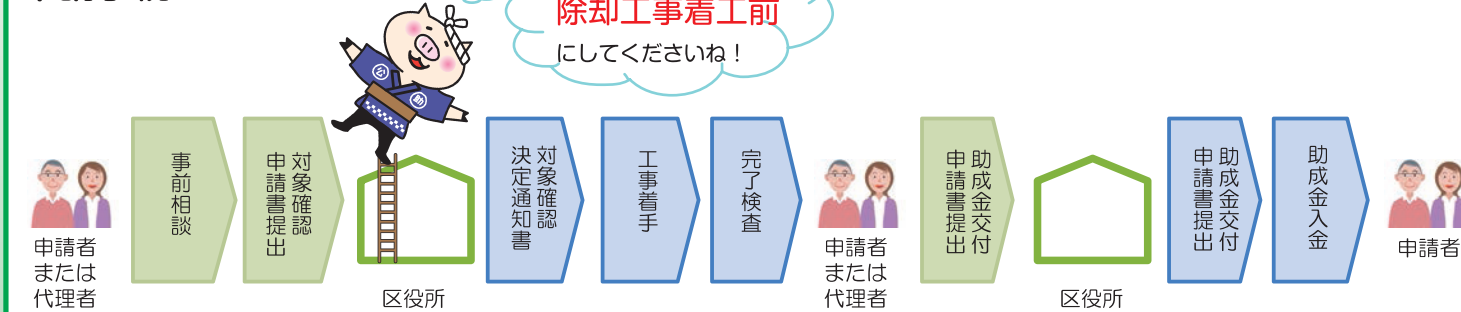 除却工事着工前
にしてくださいね！
公
助
事前相談
対象確認
申請書提出
対象確認
決定通知書
工事着手
完了検査
助成金交付
申請書提出
助成金交付
申請書提出
助成金入金
申請者
または
代理者
区役所
申請者
または
代理者
区役所
申請者